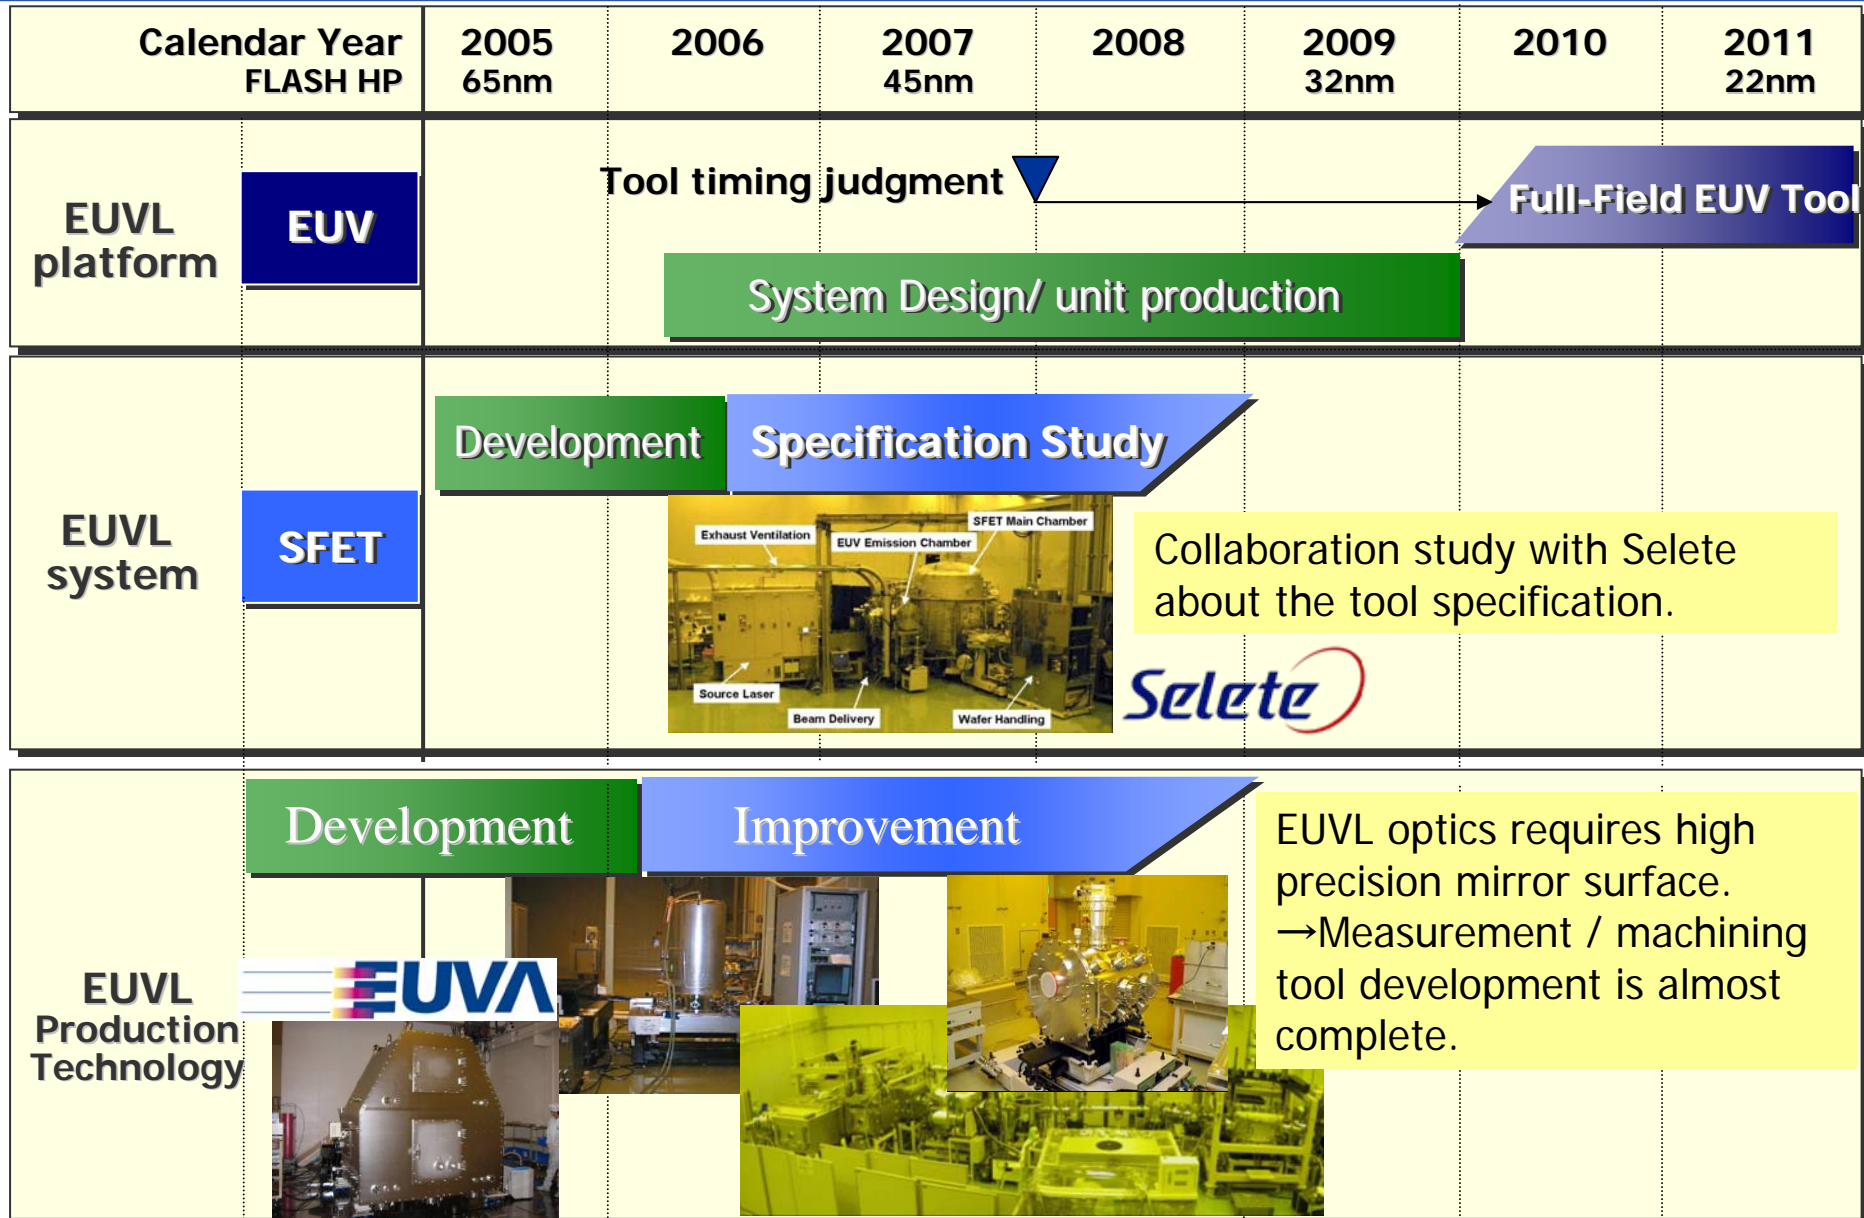 Calendar Year 2005 2006 2007 2008 2009 2010 2011
FLASH HP 65nm 45nm 32nm 22nm
EUVL
platform
EUV
Tool timing judgment
Full-Field EUV Tool
System Design/ unit production
EUVL
system
SFET
Development
Specification Study
Exhaust Ventilation
EUV Emission Chamber
SFET Main Chamber
Source Laser
Beam Delivery
Wafer Handling
Collaboration study with Selete
about the tool specification.
Selete
EUVL
Production
Technology
Development
Improvement
EUVA
EUVL optics requires high
precision mirror surface.
→Measurement / machining
tool development is almost
complete.